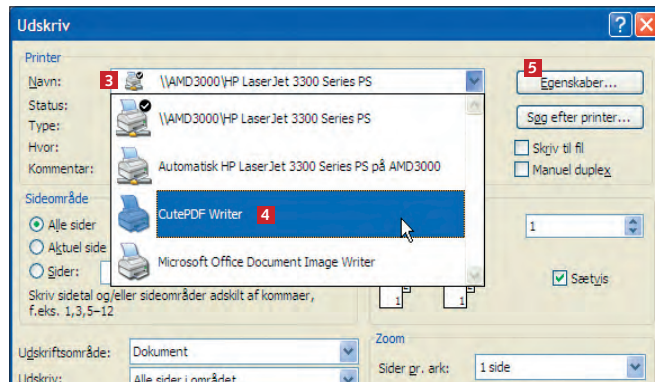 Udskriv
Printer
Navn: 3 \\AMD3000\HP LaserJet 3300 Series PS 5 Egenskaber...
Status: \\AMD3000\HP LaserJet 3300 Series PS Søg efter printer...
Type:
Hvor: Automatisk HP LaserJet 3300 Series PS på AMD3000 Skriv til fil
Kommentar: Manuel duplex
Sideområde
Alle sider CutePDF Writer 4 1
Aktuel side
Sider: Microsoft Office Document Image Writer Sætvis
Skriv sidetal og/eller sideområder adskilt af kommaer, 1 1
f.eks. 1,3,5–12
Zoom
Udskriftsområde: Dokument Sider pr. ark: 1 side
Udskriv: Alle sider i området